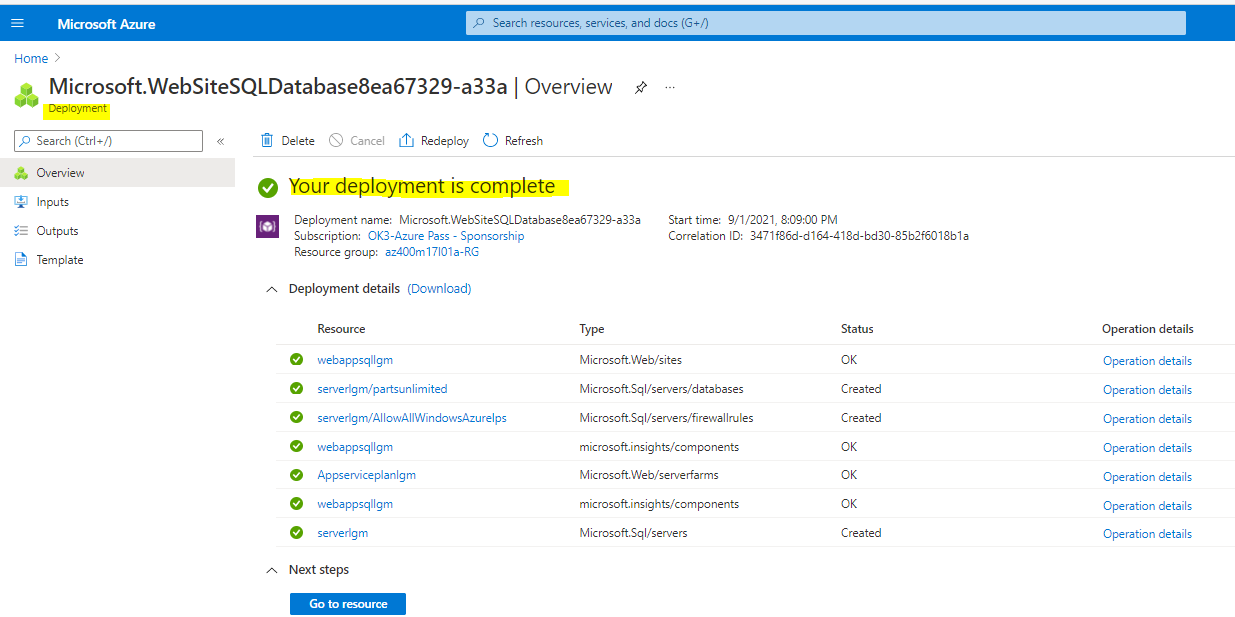 Microsoft Azure
Search resources, services, and docs (G+/)
Home
Microsoft.WebSiteSQLDatabase8ea67329-a33a | Overview ...
Deployment
Search (Ctrl+/) «
Overview
Inputs
Outputs
Template
Delete Cancel Redeploy Refresh
Your deployment is complete
Deployment name: Microsoft.WebSiteSQLDatabase8ea67329-a33a Start time: 9/1/2021, 8:09:00 PM
Subscription: OK3-Azure Pass - Sponsorship Correlation ID: 3471f86d-d164-418d-bd30-85b2f6018b1a
Resource group: az400m17l01a-RG
Deployment details (Download)
Resource Type Status Operation details
webappsqllgm Microsoft.Web/sites OK Operation details
serverlgm/partsunlimited Microsoft.Sql/servers/databases Created Operation details
serverlgm/AllowAllWindowsAzureIps Microsoft.Sql/servers/firewallrules Created Operation details
webappsqllgm microsoft.insights/components OK Operation details
Appserviceplanlgm Microsoft.Web/serverfarms OK Operation details
webappsqllgm microsoft.insights/components OK Operation details
serverlgm Microsoft.Sql/servers Created Operation details
Next steps
Go to resource